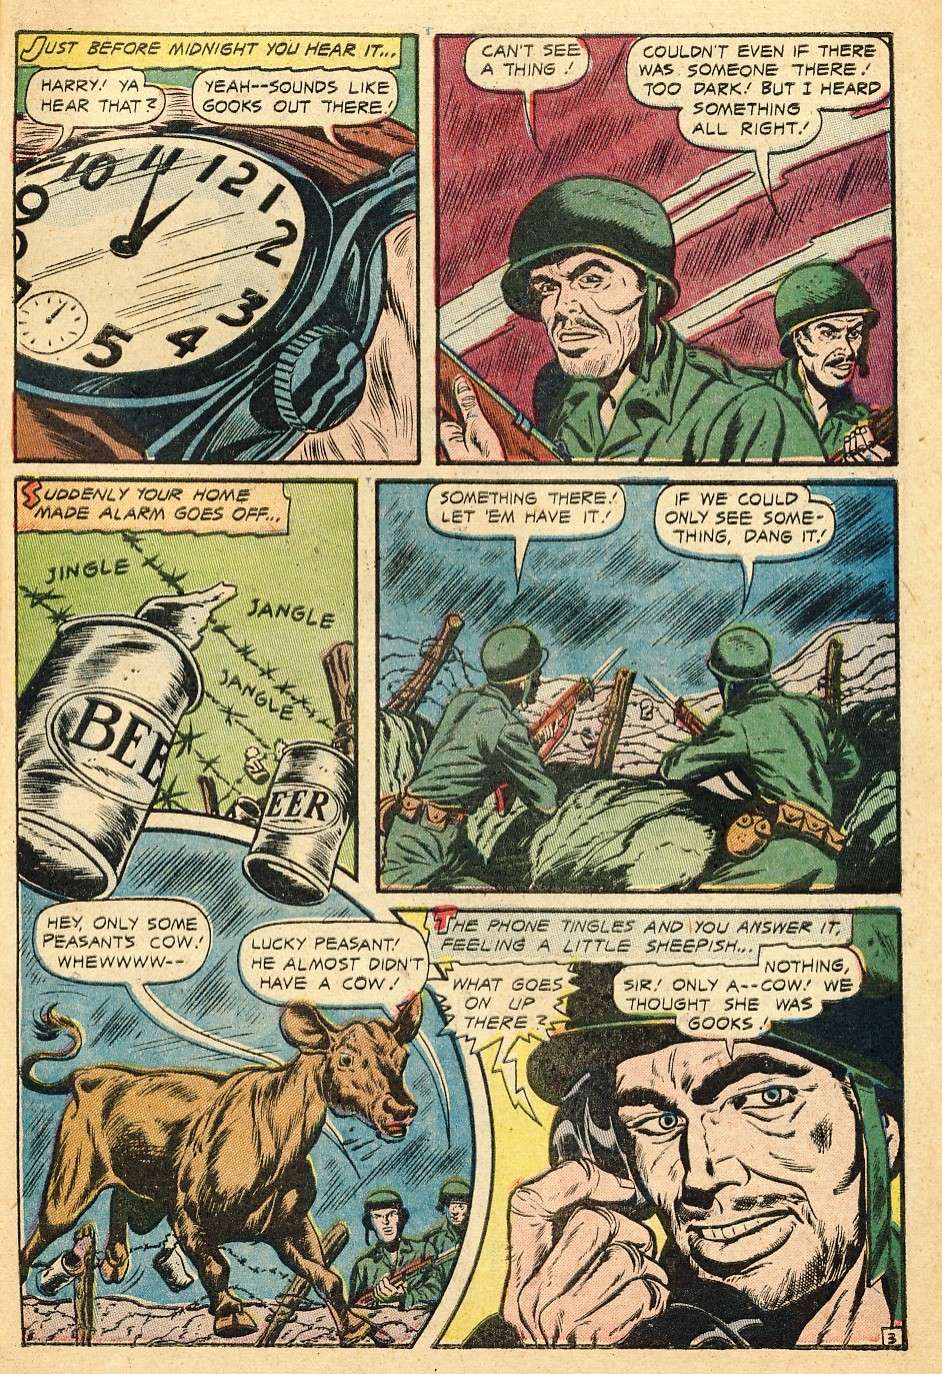 JUST BEFORE MIDNIGHT YOU HEAR IT...
HARRY! YA
HEAR THAT?
YEAH--SOUNDS LIKE
GOOKS OUT THERE!
10
11
12
1
2
3
4
5
9
CAN'T SEE
A THING!
COULDN'T EVEN IF THERE
WAS SOMEONE THERE!
TOO DARK! BUT I HEARD
SOMETHING
ALL RIGHT!
SUDDENLY YOUR HOME
MADE ALARM GOES OFF...
JINGLE
JANGLE
JANGLE
BEE
EER
SOMETHING THERE!
LET 'EM HAVE IT!
IF WE COULD
ONLY SEE SOME-
THING, DANG IT!
HEY, ONLY SOME
PEASANT'S COW!
WHEWWWW--
LUCKY PEASANT!
HE ALMOST DIDN'T
HAVE A COW!
THE PHONE TINGLES AND YOU ANSWER IT,
FEELING A LITTLE SHEEPISH...
WHAT GOES
ON UP
THERE?
NOTHING,
SIR! ONLY A--COW! WE
THOUGHT SHE WAS
GOOKS!
3